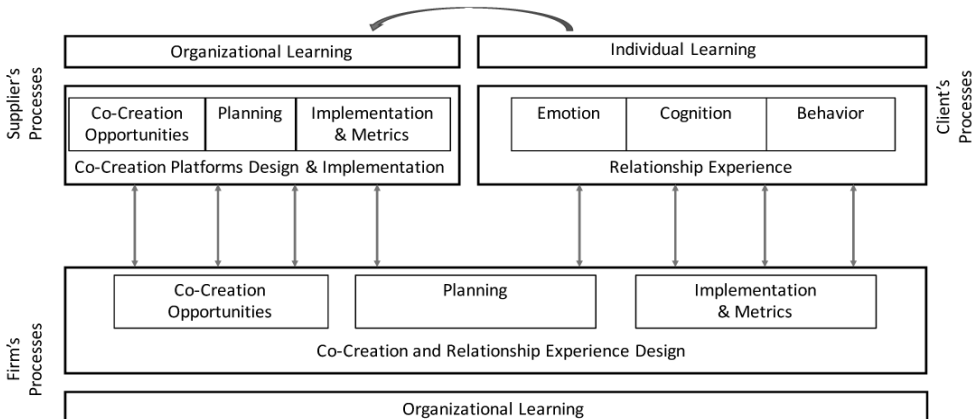 Organizational Learning
Individual Learning
Supplier's
Processes
Co-Creation
Opportunities
Planning
Implementation
& Metrics
Co-Creation Platforms Design & Implementation
Emotion
Cognition
Behavior
Relationship Experience
Client's
Processes
Firm's
Processes
Co-Creation
Opportunities
Planning
Implementation
& Metrics
Co-Creation and Relationship Experience Design
Organizational Learning